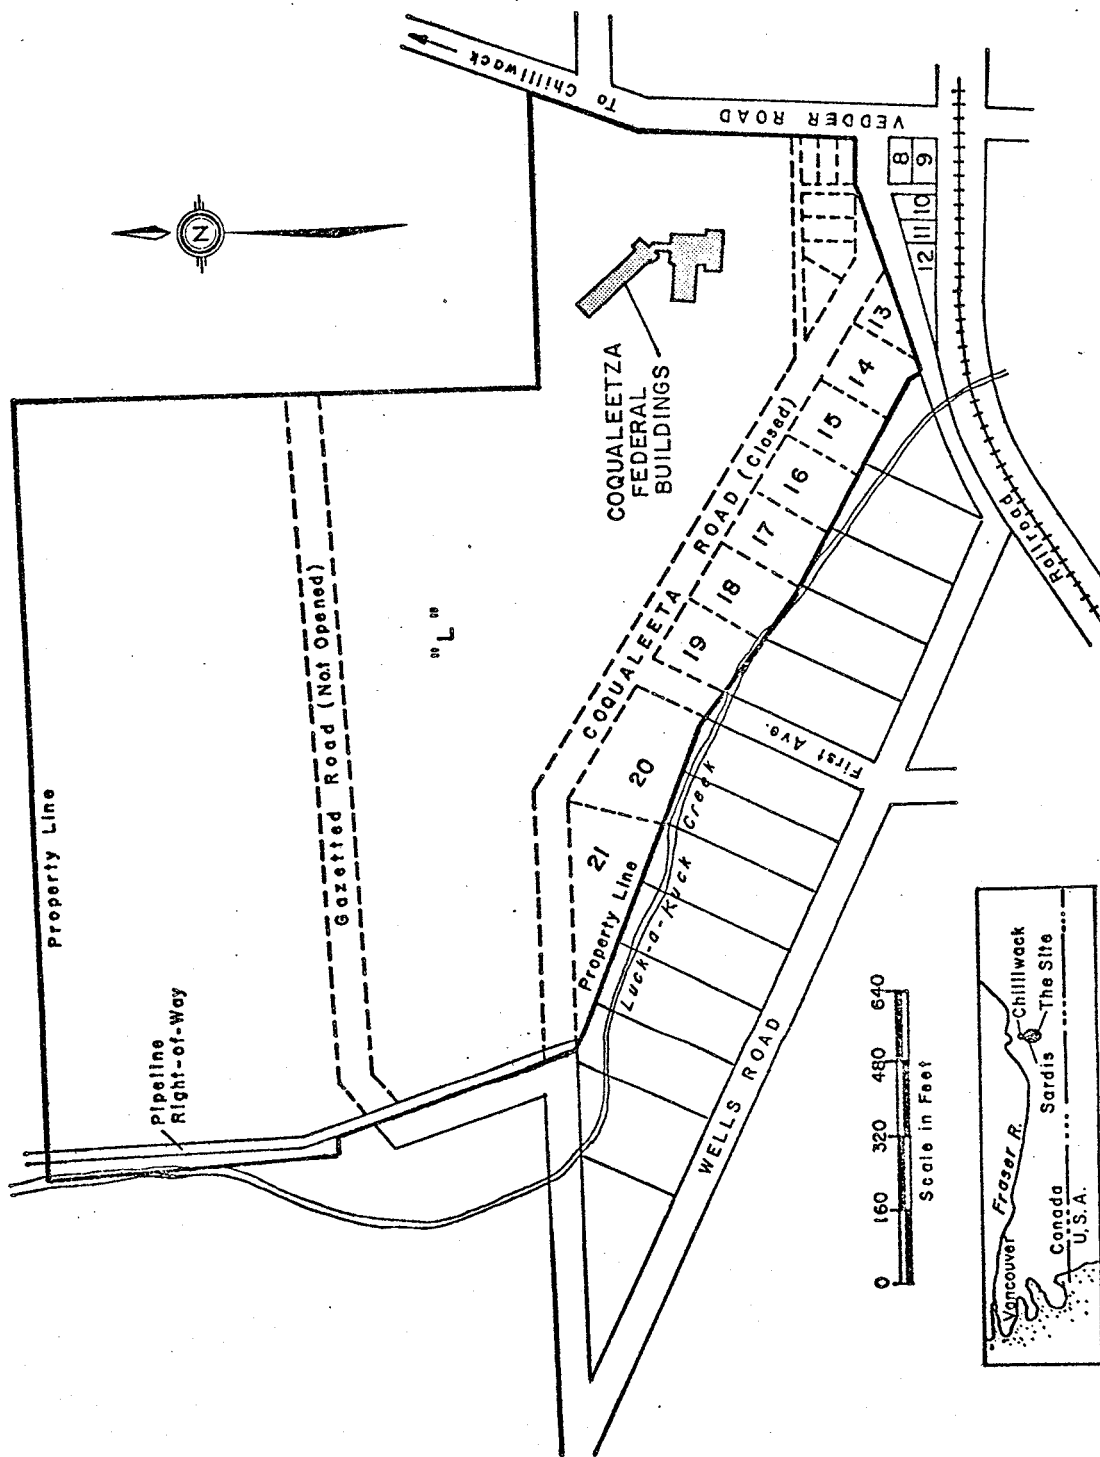 To Chilliwack
VEDDER ROAD
N
Property Line
Gazetted Road (Not Opened)
"L"
COQUALEETZA
FEDERAL
BUILDINGS
COQUALEETA ROAD (Closed)
8
9
10
11
12
13
14
15
16
17
18
19
20
21
Pipeline
Right-of-Way
Property Line
Luck-a-Kuck Creek
First Ave.
Railroad
WELLS ROAD
0 160 320 480 640
Scale in Feet
Vancouver
Fraser R.
Chilliwack
The Site
Sardis
Canada
U.S.A.